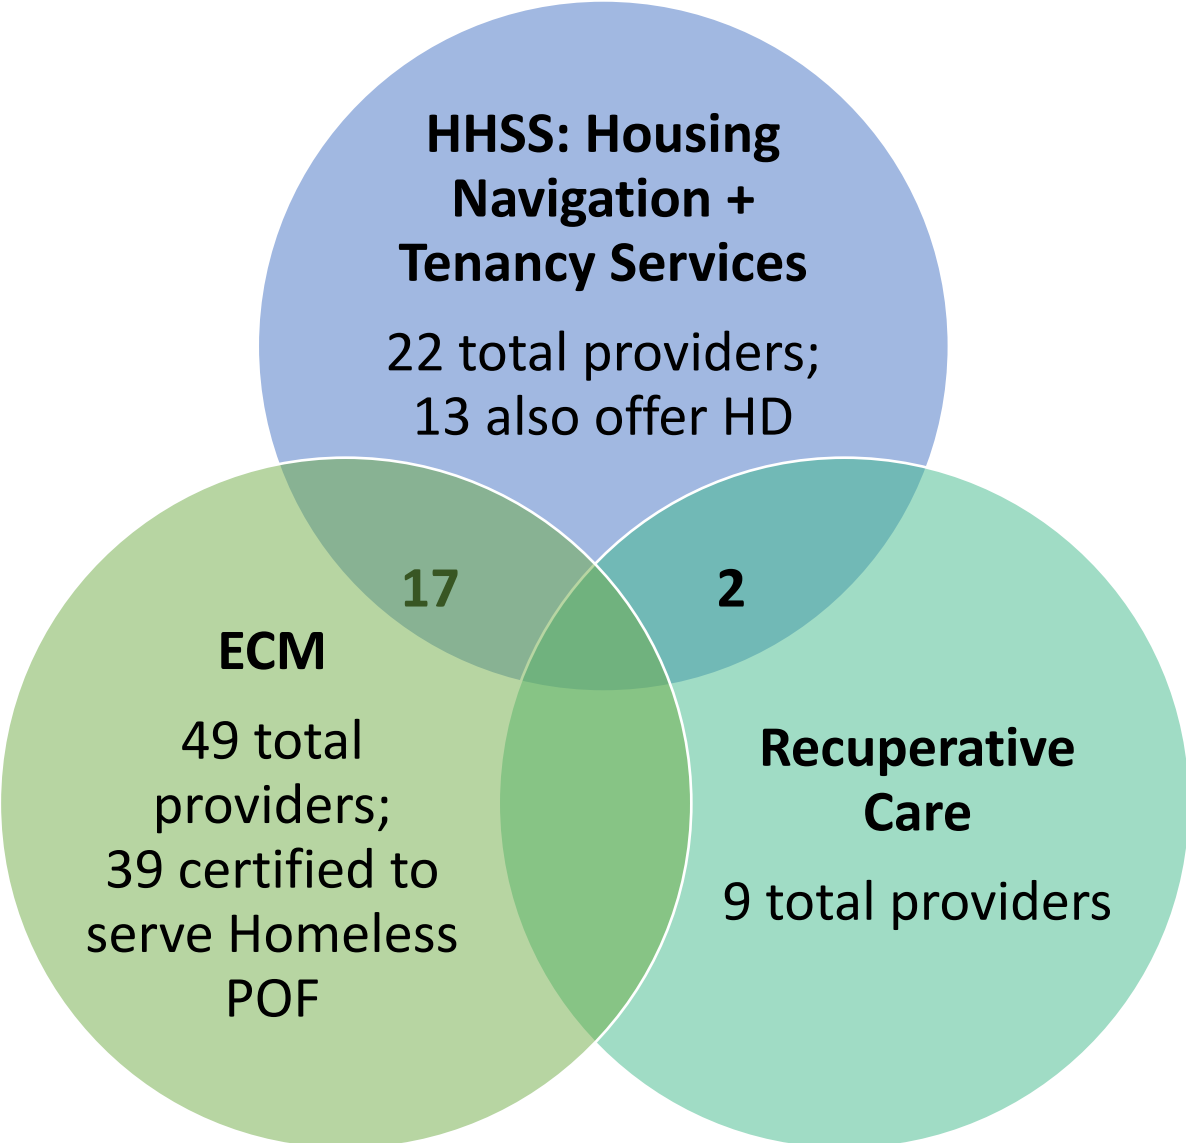 HHSS: Housing
Navigation +
Tenancy Services
22 total providers;
13 also offer HD
17
2
ECM
49 total
providers;
39 certified to
serve Homeless
POF
Recuperative
Care
9 total providers